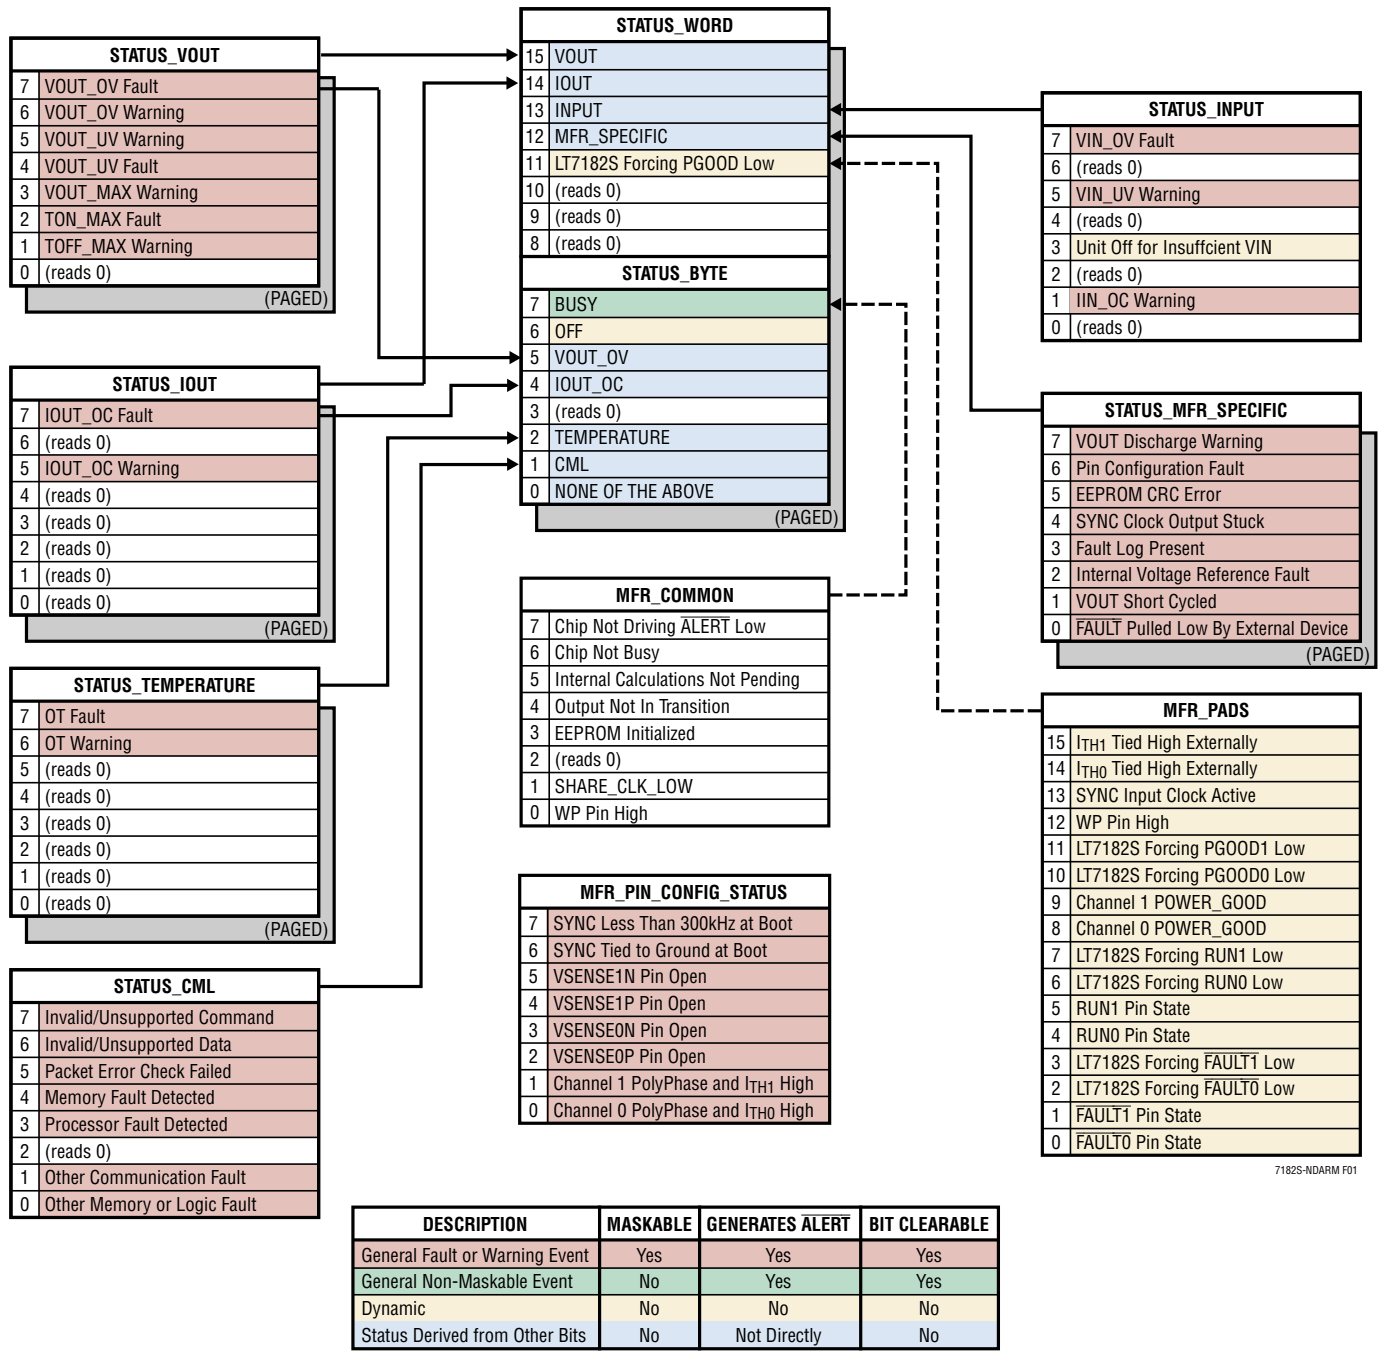 STATUS_VOUT
7 VOUT_OV Fault
6 VOUT_OV Warning
5 VOUT_UV Warning
4 VOUT_UV Fault
3 VOUT_MAX Warning
2 TON_MAX Fault
1 TOFF_MAX Warning
0 (reads 0)
(PAGED)
STATUS_IOUT
7 IOUT_OC Fault
6 (reads 0)
5 IOUT_OC Warning
4 (reads 0)
3 (reads 0)
2 (reads 0)
1 (reads 0)
0 (reads 0)
(PAGED)
STATUS_TEMPERATURE
7 OT Fault
6 OT Warning
5 (reads 0)
4 (reads 0)
3 (reads 0)
2 (reads 0)
1 (reads 0)
0 (reads 0)
(PAGED)
STATUS_CML
7 Invalid/Unsupported Command
6 Invalid/Unsupported Data
5 Packet Error Check Failed
4 Memory Fault Detected
3 Processor Fault Detected
2 (reads 0)
1 Other Communication Fault
0 Other Memory or Logic Fault
STATUS_WORD
15 VOUT
14 IOUT
13 INPUT
12 MFR_SPECIFIC
11 LT7182S Forcing PGOOD Low
10 (reads 0)
9 (reads 0)
8 (reads 0)
STATUS_BYTE
7 BUSY
6 OFF
5 VOUT_OV
4 IOUT_OC
3 (reads 0)
2 TEMPERATURE
1 CML
0 NONE OF THE ABOVE
(PAGED)
MFR_COMMON
7 Chip Not Driving ALERT Low
6 Chip Not Busy
5 Internal Calculations Not Pending
4 Output Not In Transition
3 EEPROM Initialized
2 (reads 0)
1 SHARE_CLK_LOW
0 WP Pin High
MFR_PIN_CONFIG_STATUS
7 SYNC Less Than 300kHz at Boot
6 SYNC Tied to Ground at Boot
5 VSENSE1N Pin Open
4 VSENSE1P Pin Open
3 VSENSE0N Pin Open
2 VSENSE0P Pin Open
1 Channel 1 PolyPhase and ITH1 High
0 Channel 0 PolyPhase and ITH0 High
STATUS_INPUT
7 VIN_OV Fault
6 (reads 0)
5 VIN_UV Warning
4 (reads 0)
3 Unit Off for Insuffcient VIN
2 (reads 0)
1 IIN_OC Warning
0 (reads 0)
STATUS_MFR_SPECIFIC
7 VOUT Discharge Warning
6 Pin Configuration Fault
5 EEPROM CRC Error
4 SYNC Clock Output Stuck
3 Fault Log Present
2 Internal Voltage Reference Fault
1 VOUT Short Cycled
0 FAULT Pulled Low By External Device
(PAGED)
MFR_PADS
15 ITH1 Tied High Externally
14 ITH0 Tied High Externally
13 SYNC Input Clock Active
12 WP Pin High
11 LT7182S Forcing PGOOD1 Low
10 LT7182S Forcing PGOOD0 Low
9 Channel 1 POWER_GOOD
8 Channel 0 POWER_GOOD
7 LT7182S Forcing RUN1 Low
6 LT7182S Forcing RUN0 Low
5 RUN1 Pin State
4 RUN0 Pin State
3 LT7182S Forcing FAULT1 Low
2 LT7182S Forcing FAULT0 Low
1 FAULT1 Pin State
0 FAULT0 Pin State
7182S-NDARM F01
DESCRIPTION MASKABLE GENERATES ALERT BIT CLEARABLE
General Fault or Warning Event Yes Yes Yes
General Non-Maskable Event No Yes Yes
Dynamic No No No
Status Derived from Other Bits No Not Directly No